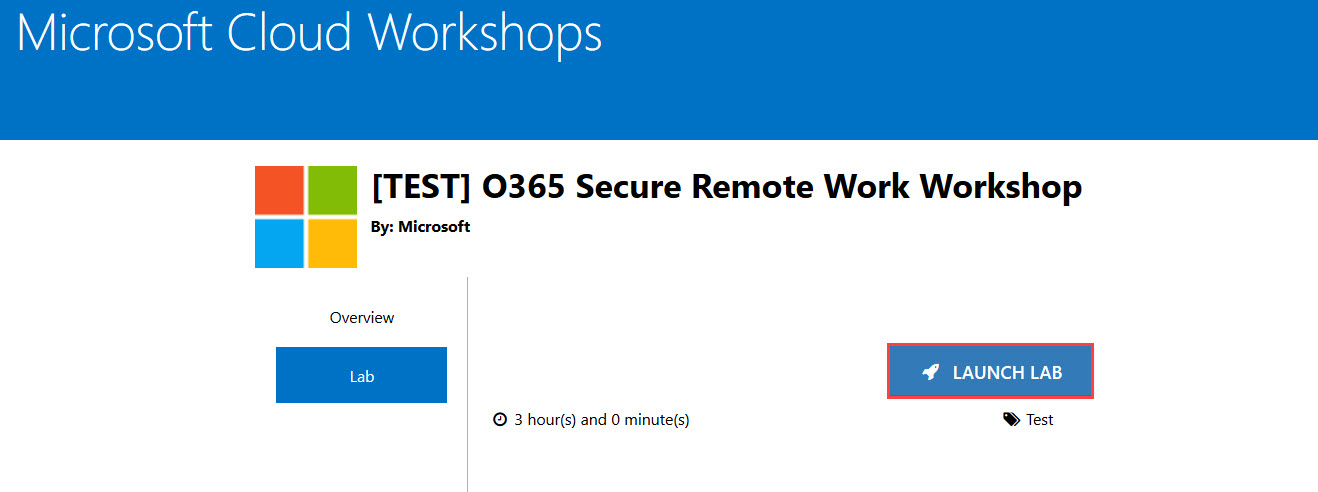 Microsoft Cloud Workshops
[TEST] O365 Secure Remote Work Workshop
By: Microsoft
Overview
Lab
LAUNCH LAB
3 hour(s) and 0 minute(s)
Test